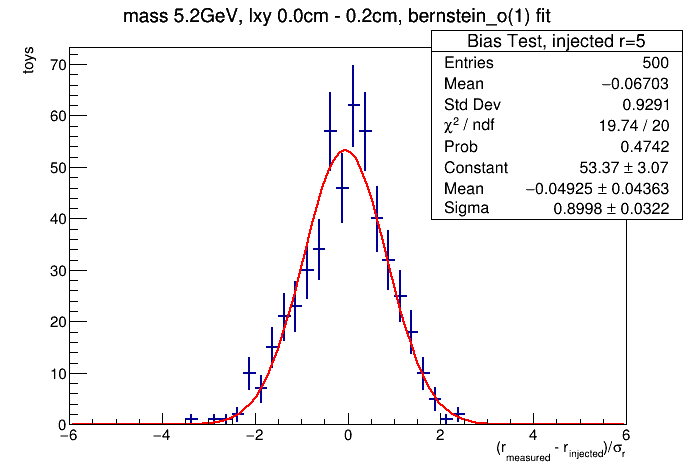 mass 5.2GeV, lxy 0.0cm - 0.2cm, bernstein_o(1) fit
Bias Test, injected r=5
Entries 500
Mean −0.06703
Std Dev 0.9291
χ² / ndf 19.74 / 20
Prob 0.4742
Constant 53.37 ± 3.07
Mean −0.04925 ± 0.04363
Sigma 0.8998 ± 0.0322
toys
70
60
50
40
30
20
10
0
−6 −4 −2 0 2 4 6
(r_measured - r_injected)/σ_r